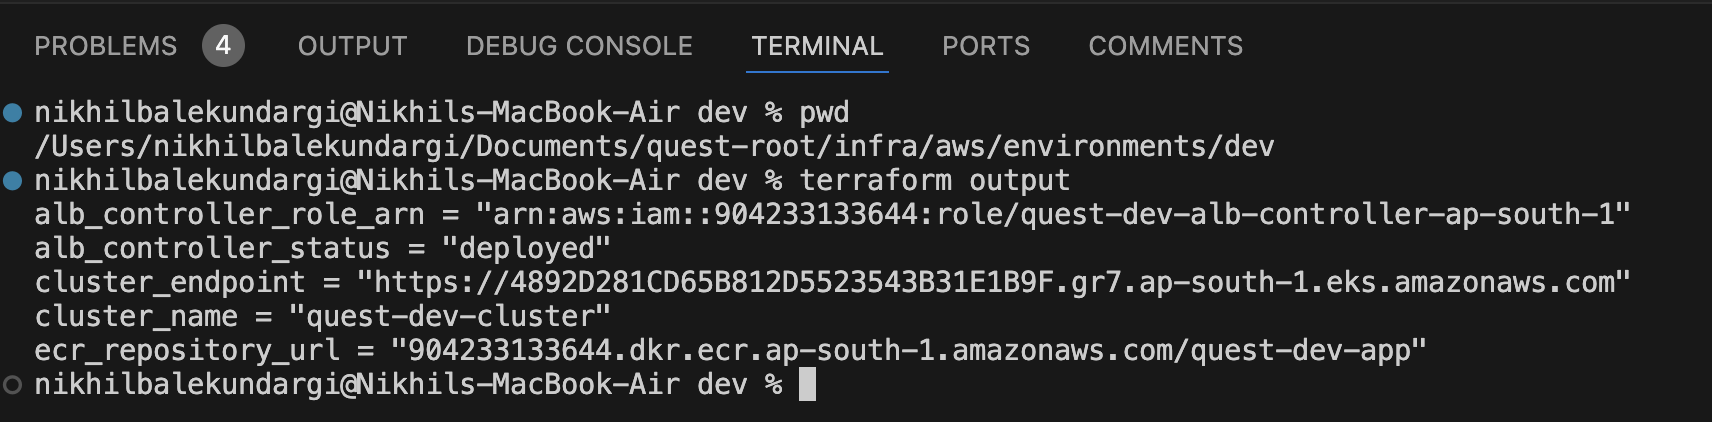 PROBLEMS 4 OUTPUT DEBUG CONSOLE TERMINAL PORTS COMMENTS
nikhilbalekundargi@Nikhils-MacBook-Air dev % pwd
/Users/nikhilbalekundargi/Documents/quest-root/infra/aws/environments/dev
nikhilbalekundargi@Nikhils-MacBook-Air dev % terraform output
alb_controller_role_arn = "arn:aws:iam::904233133644:role/quest-dev-alb-controller-ap-south-1"
alb_controller_status = "deployed"
cluster_endpoint = "https://4892D281CD65B812D5523543B31E1B9F.gr7.ap-south-1.eks.amazonaws.com"
cluster_name = "quest-dev-cluster"
ecr_repository_url = "904233133644.dkr.ecr.ap-south-1.amazonaws.com/quest-dev-app"
nikhilbalekundargi@Nikhils-MacBook-Air dev %